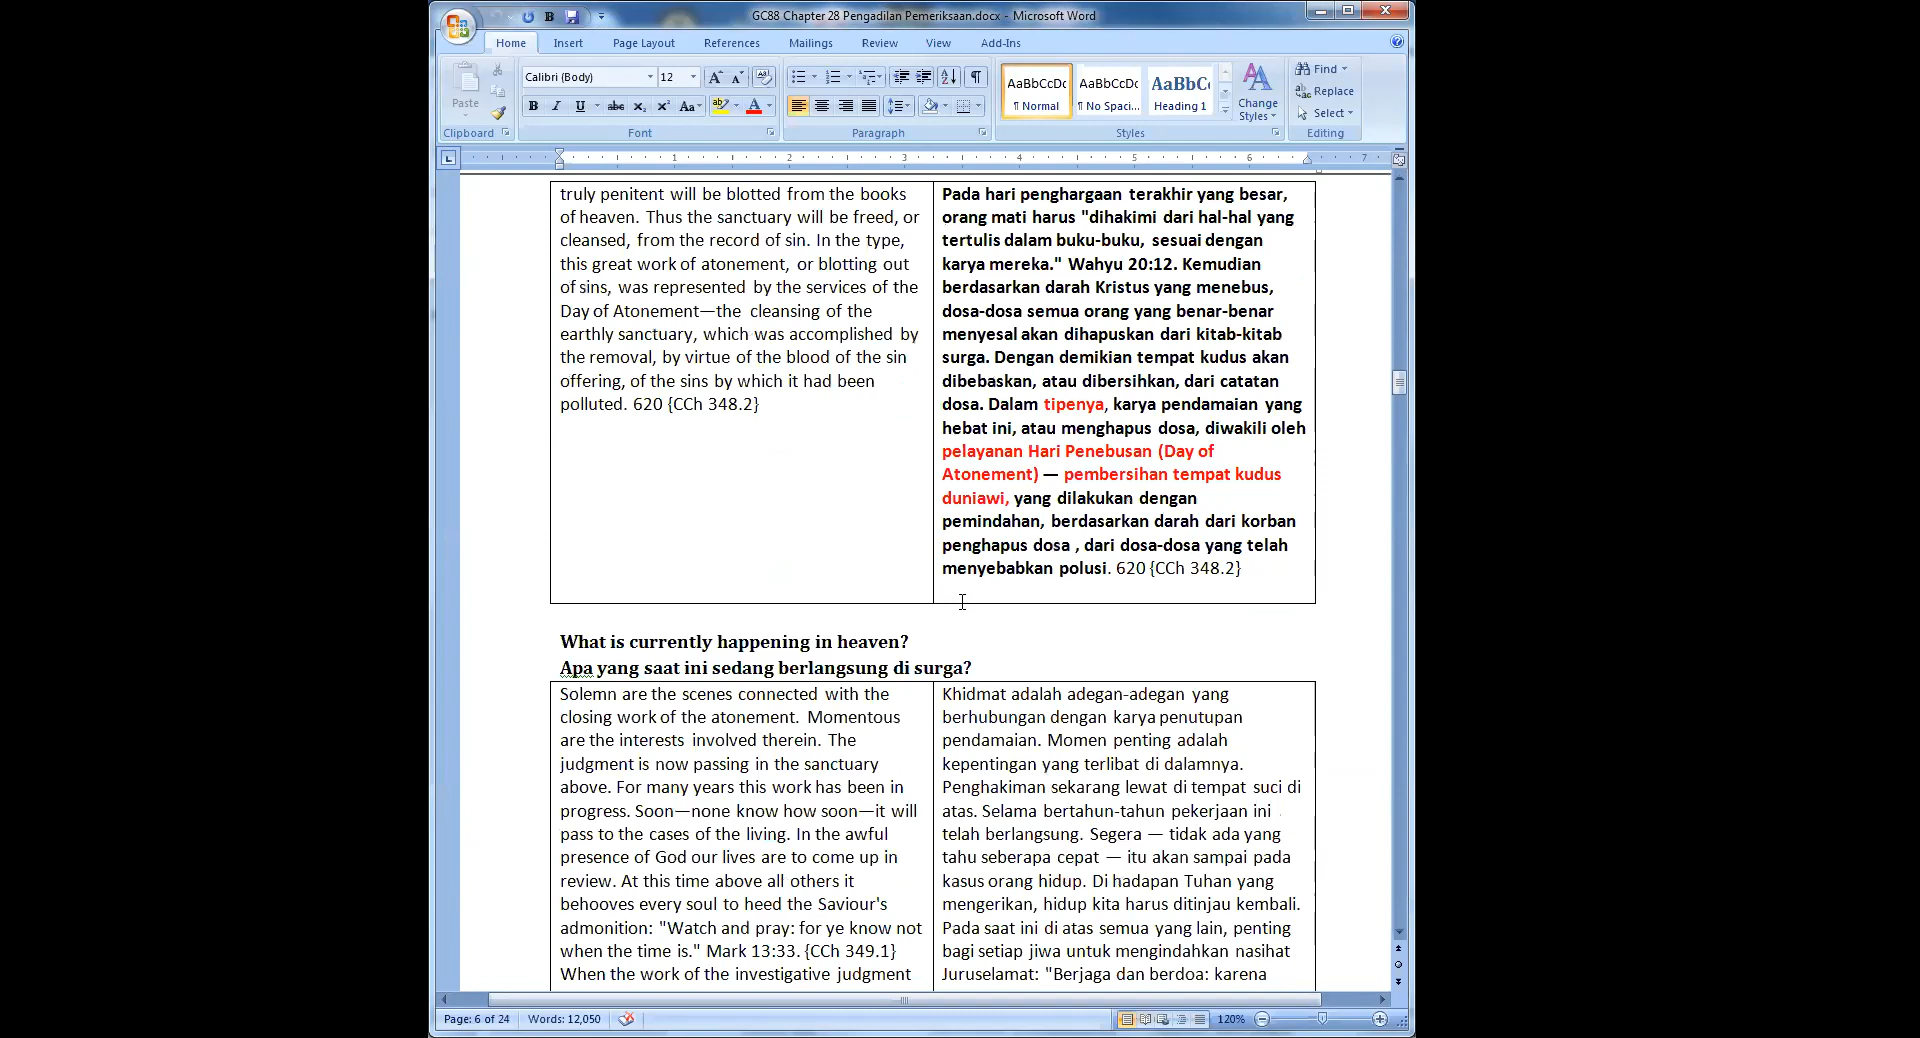 GC88 Chapter 28 Pengadilan Pemeriksaan.docx - Microsoft Word
Home Insert Page Layout References Mailings Review View Add-Ins
Paste
Calibri (Body) 12
AaBbCcDc AaBbCcDc AaBbC
¶ Normal ¶ No Spaci... Heading 1
Change Styles
Find
Replace
Select
Clipboard Font Paragraph Styles Editing
1 2 3 4 5 6 7
truly penitent will be blotted from the books
of heaven. Thus the sanctuary will be freed, or
cleansed, from the record of sin. In the type,
this great work of atonement, or blotting out
of sins, was represented by the services of the
Day of Atonement—the cleansing of the
earthly sanctuary, which was accomplished by
the removal, by virtue of the blood of the sin
offering, of the sins by which it had been
polluted. 620 {CCh 348.2}
Pada hari penghargaan terakhir yang besar,
orang mati harus "dihakimi dari hal-hal yang
tertulis dalam buku-buku, sesuai dengan
karya mereka." Wahyu 20:12. Kemudian
berdasarkan darah Kristus yang menebus,
dosa-dosa semua orang yang benar-benar
menyesal akan dihapuskan dari kitab-kitab
surga. Dengan demikian tempat kudus akan
dibebaskan, atau dibersihkan, dari catatan
dosa. Dalam tipenya, karya pendamaian yang
hebat ini, atau menghapus dosa, diwakili oleh
pelayanan Hari Penebusan (Day of
Atonement) — pembersihan tempat kudus
duniawi, yang dilakukan dengan
pemindahan, berdasarkan darah dari korban
penghapus dosa , dari dosa-dosa yang telah
menyebabkan polusi. 620 {CCh 348.2}
What is currently happening in heaven?
Apa yang saat ini sedang berlangsung di surga?
Solemn are the scenes connected with the
closing work of the atonement. Momentous
are the interests involved therein. The
judgment is now passing in the sanctuary
above. For many years this work has been in
progress. Soon—none know how soon—it will
pass to the cases of the living. In the awful
presence of God our lives are to come up in
review. At this time above all others it
behooves every soul to heed the Saviour's
admonition: "Watch and pray: for ye know not
when the time is." Mark 13:33. {CCh 349.1}
When the work of the investigative judgment
Khidmat adalah adegan-adegan yang
berhubungan dengan karya penutupan
pendamaian. Momen penting adalah
kepentingan yang terlibat di dalamnya.
Penghakiman sekarang lewat di tempat suci di
atas. Selama bertahun-tahun pekerjaan ini
telah berlangsung. Segera — tidak ada yang
tahu seberapa cepat — itu akan sampai pada
kasus orang hidup. Di hadapan Tuhan yang
mengerikan, hidup kita harus ditinjau kembali.
Pada saat ini di atas semua yang lain, penting
bagi setiap jiwa untuk mengindahkan nasihat
Juruselamat: "Berjaga dan berdoa: karena
Page: 6 of 24 Words: 12,050 120%